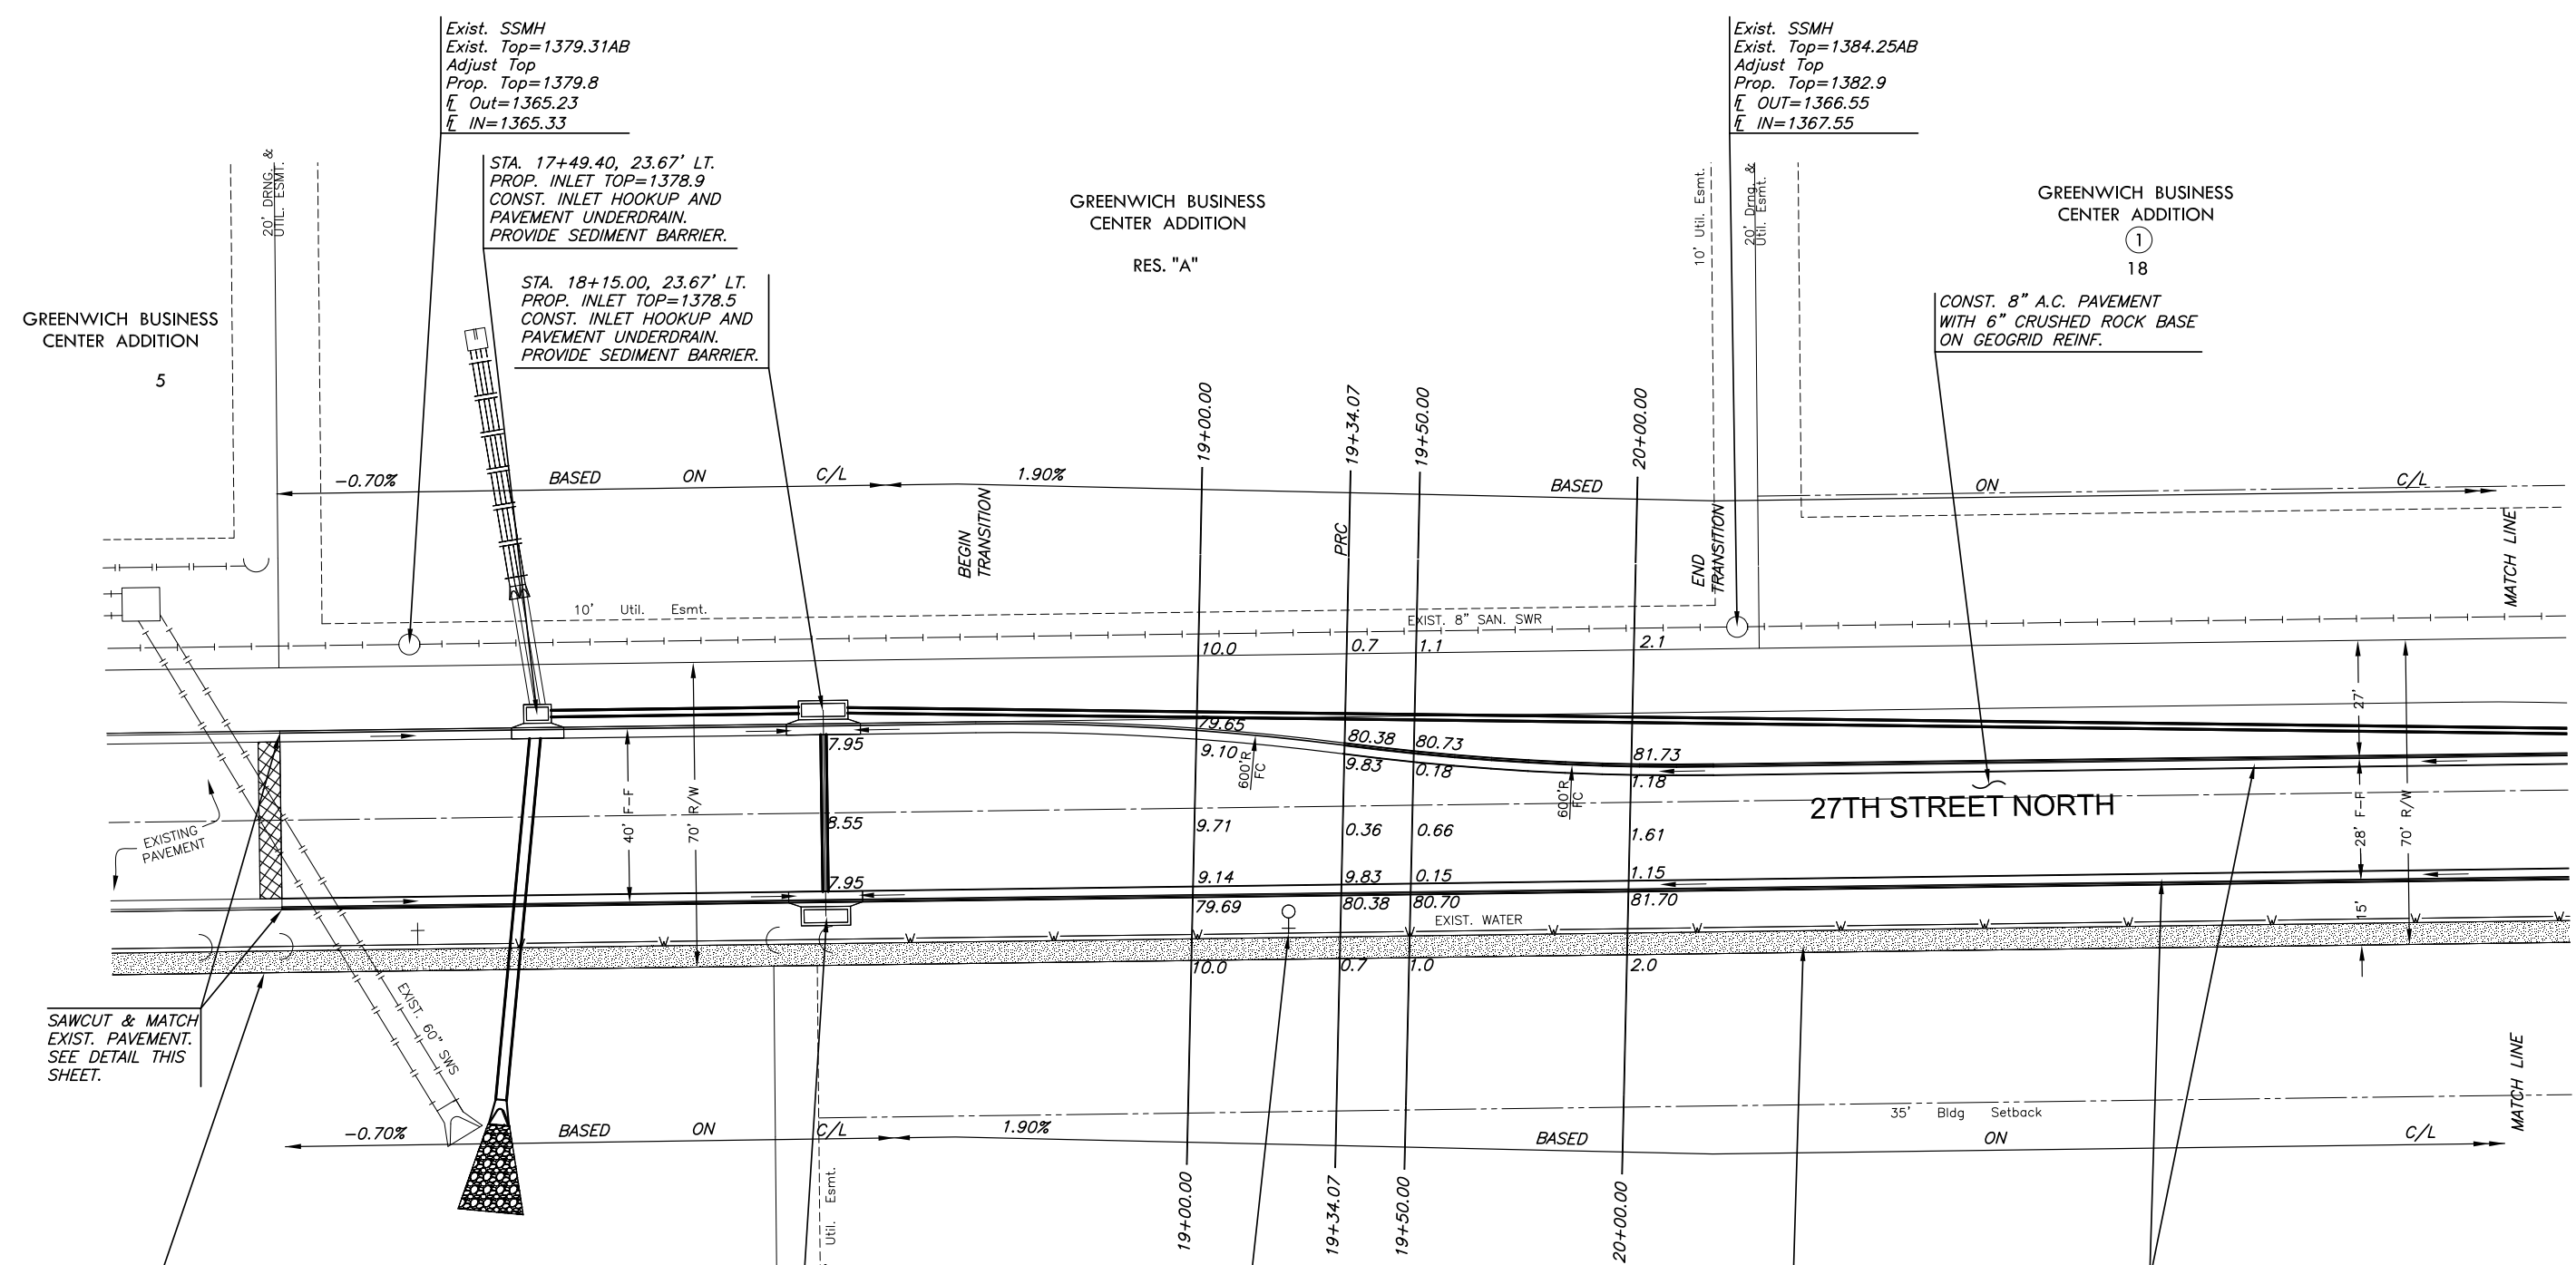 Exist. SSMH
Exist. Top=1379.31AB
Adjust Top
Prop. Top=1379.8
FL Out=1365.23
FL IN=1365.33
Exist. SSMH
Exist. Top=1384.25AB
Adjust Top
Prop. Top=1382.9
FL OUT=1366.55
FL IN=1367.55
STA. 17+49.40, 23.67' LT.
PROP. INLET TOP=1378.9
CONST. INLET HOOKUP AND
PAVEMENT UNDERDRAIN.
PROVIDE SEDIMENT BARRIER.
STA. 18+15.00, 23.67' LT.
PROP. INLET TOP=1378.5
CONST. INLET HOOKUP AND
PAVEMENT UNDERDRAIN.
PROVIDE SEDIMENT BARRIER.
20' DRNG. &
UTIL. ESMT.
GREENWICH BUSINESS
CENTER ADDITION
5
GREENWICH BUSINESS
CENTER ADDITION
RES. "A"
10' Util. Esmt.
20' Drng. &
Util. Esmt.
GREENWICH BUSINESS
CENTER ADDITION
1
18
CONST. 8" A.C. PAVEMENT
WITH 6" CRUSHED ROCK BASE
ON GEOGRID REINF.
19+00.00
19+34.07
19+50.00
20+00.00
-0.70% BASED ON C/L 1.90% BASED ON C/L
BEGIN
TRANSITION
PRC
END
TRANSITION
MATCH LINE
10' Util. Esmt.
EXIST. 8" SAN. SWR
10.0 0.7 1.1 2.1
79.65 80.38 80.73 81.73
7.95 9.10 9.83 0.18 1.18
600'R
FC
600'R
FC
27'
27TH STREET NORTH
EXISTING
PAVEMENT
40' F-F
70' R/W
28' F-F
70' R/W
8.55 9.71 0.36 0.66 1.61
7.95 9.14 9.83 0.15 1.15
79.69 80.38 80.70 81.70
15'
EXIST. WATER
W W W W W W W W W W W W W W W
10.0 0.7 1.0 2.0
SAWCUT & MATCH
EXIST. PAVEMENT.
SEE DETAIL THIS
SHEET.
EXIST. 60" SWS
35' Bldg Setback
MATCH LINE
-0.70% BASED ON C/L 1.90% BASED ON C/L
Util. Esmt.
19+00.00
19+34.07
19+50.00
20+00.00